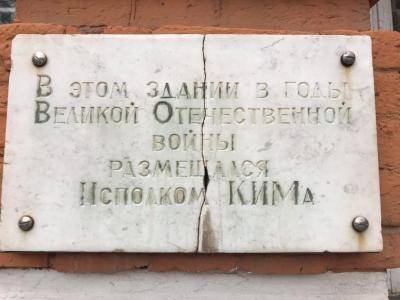 В этом здании в годы
Великой Отечественной
войны
размещался
Исполком КИМа